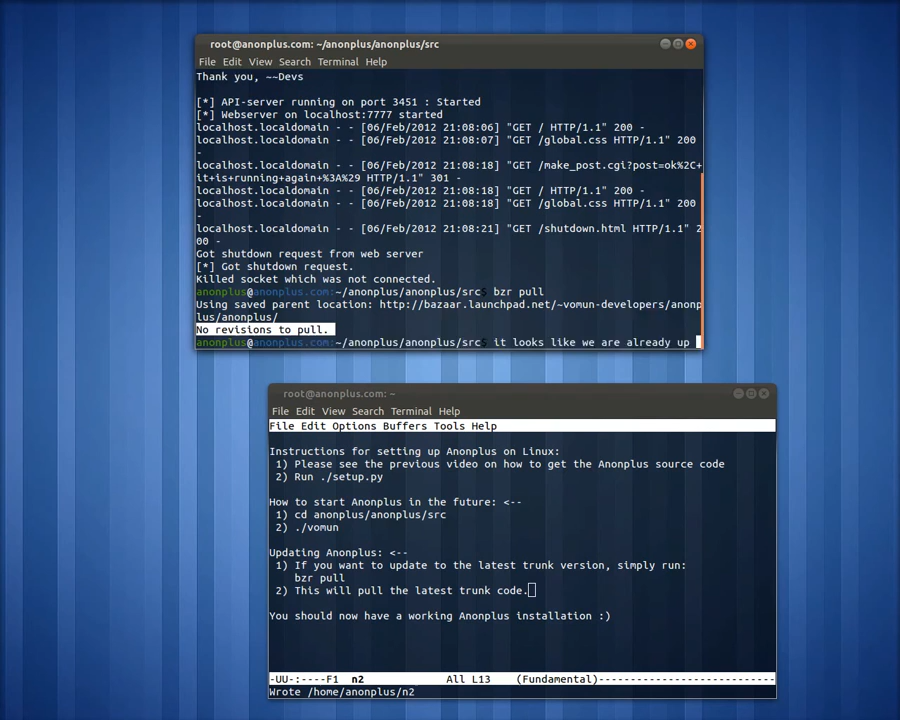 root@anonplus.com: ~/anonplus/anonplus/src
File Edit View Search Terminal Help
Thank you, ~~Devs
[*] API-server running on port 3451 : Started
[*] Webserver on localhost:7777 started
localhost.localdomain - - [06/Feb/2012 21:08:06] "GET / HTTP/1.1" 200 -
localhost.localdomain - - [06/Feb/2012 21:08:07] "GET /global.css HTTP/1.1" 200
-
localhost.localdomain - - [06/Feb/2012 21:08:18] "GET /make_post.cgi?post=ok%2C+
it+is+running+again+%3A%29 HTTP/1.1" 301 -
localhost.localdomain - - [06/Feb/2012 21:08:18] "GET / HTTP/1.1" 200 -
localhost.localdomain - - [06/Feb/2012 21:08:18] "GET /global.css HTTP/1.1" 200
-
localhost.localdomain - - [06/Feb/2012 21:08:21] "GET /shutdown.html HTTP/1.1" 2
00 -
Got shutdown request from web server
[*] Got shutdown request.
Killed socket which was not connected.
anonplus@anonplus.com:~/anonplus/anonplus/src$ bzr pull
Using saved parent location: http://bazaar.launchpad.net/~vomun-developers/anonp
lus/anonplus/
No revisions to pull.
anonplus@anonplus.com:~/anonplus/anonplus/src$ it looks like we are already up
root@anonplus.com: ~
File Edit View Search Terminal Help
File Edit Options Buffers Tools Help
Instructions for setting up Anonplus on Linux:
1) Please see the previous video on how to get the Anonplus source code
2) Run ./setup.py
How to start Anonplus in the future: <--
1) cd anonplus/anonplus/src
2) ./vomun
Updating Anonplus: <--
1) If you want to update to the latest trunk version, simply run:
bzr pull
2) This will pull the latest trunk code.
You should now have a working Anonplus installation :)
-UU-:----F1 n2 All L13 (Fundamental)---------------------------
Wrote /home/anonplus/n2